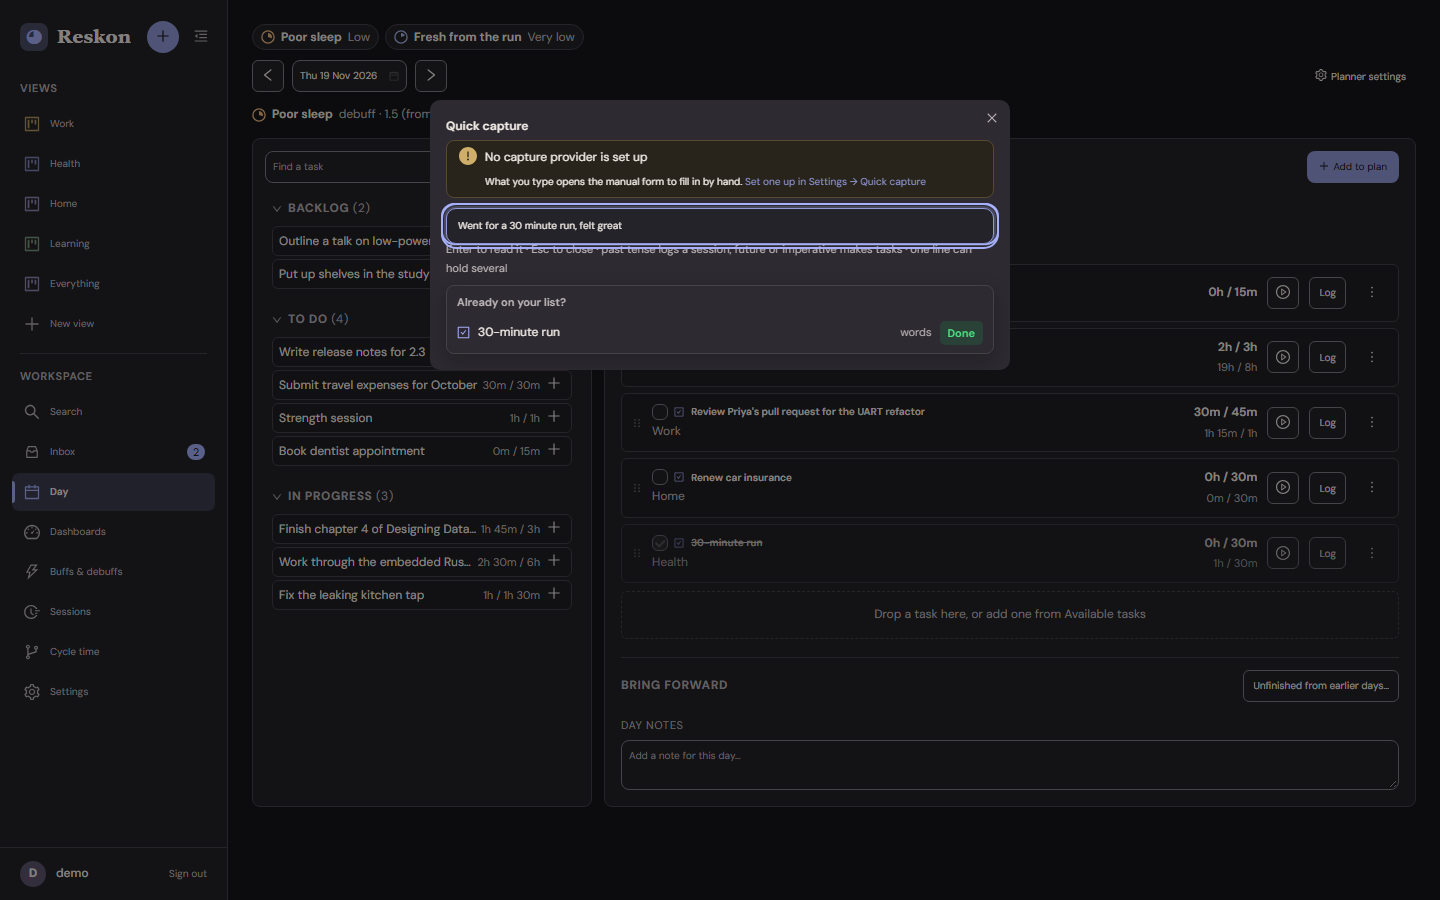 Reskon
VIEWS
Work
Health
Home
Learning
Everything
New view
WORKSPACE
Search
Inbox 2
Day
Dashboards
Buffs & debuffs
Sessions
Cycle time
Settings
D demo Sign out
Poor sleep Low Fresh from the run Very low
Thu 19 Nov 2026 Planner settings
Poor sleep debuff · 1.5 (from
Find a task
BACKLOG (2)
Outline a talk on low-power
Put up shelves in the study
TO DO (4)
Write release notes for 2.3
Submit travel expenses for October 30m / 30m
Strength session 1h / 1h
Book dentist appointment 0m / 15m
IN PROGRESS (3)
Finish chapter 4 of Designing Data... 1h 45m / 3h
Work through the embedded Rus... 2h 30m / 6h
Fix the leaking kitchen tap 1h / 1h 30m
Quick capture
! No capture provider is set up
What you type opens the manual form to fill in by hand. Set one up in Settings → Quick capture
Went for a 30 minute run, felt great
Enter to read it · Esc to close · past tense logs a session, future or imperative makes tasks · one line can
hold several
Already on your list?
30-minute run words Done
+ Add to plan
0h / 15m Log
2h / 3h
19h / 8h Log
Review Priya's pull request for the UART refactor 30m / 45m
Work 1h 15m / 1h Log
Renew car insurance 0h / 30m
Home 0m / 30m Log
30-minute run 0h / 30m
Health 1h / 30m Log
Drop a task here, or add one from Available tasks
BRING FORWARD Unfinished from earlier days...
DAY NOTES
Add a note for this day...